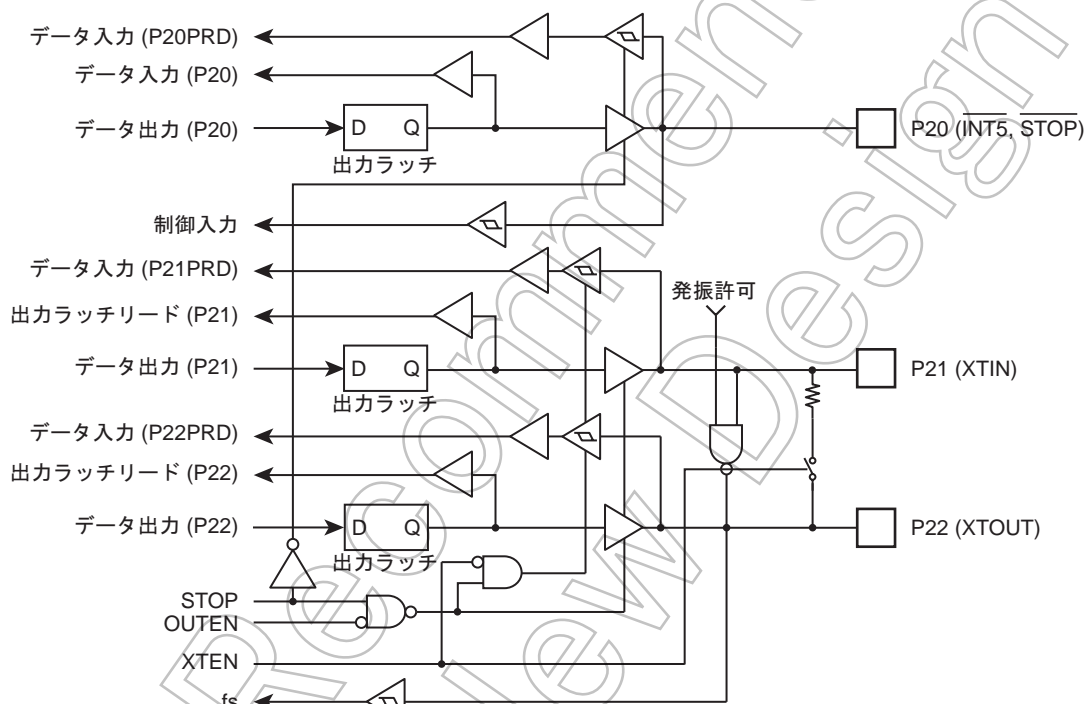 データ入力 (P20PRD)
データ入力 (P20)
データ出力 (P20)
D Q
出力ラッチ
P20 (INT5, STOP)
制御入力
データ入力 (P21PRD)
発振許可
出力ラッチリード (P21)
データ出力 (P21)
D Q
出力ラッチ
P21 (XTIN)
データ入力 (P22PRD)
出力ラッチリード (P22)
データ出力 (P22)
D Q
出力ラッチ
P22 (XTOUT)
STOP
OUTEN
XTEN
fs
Recommen
ew Design